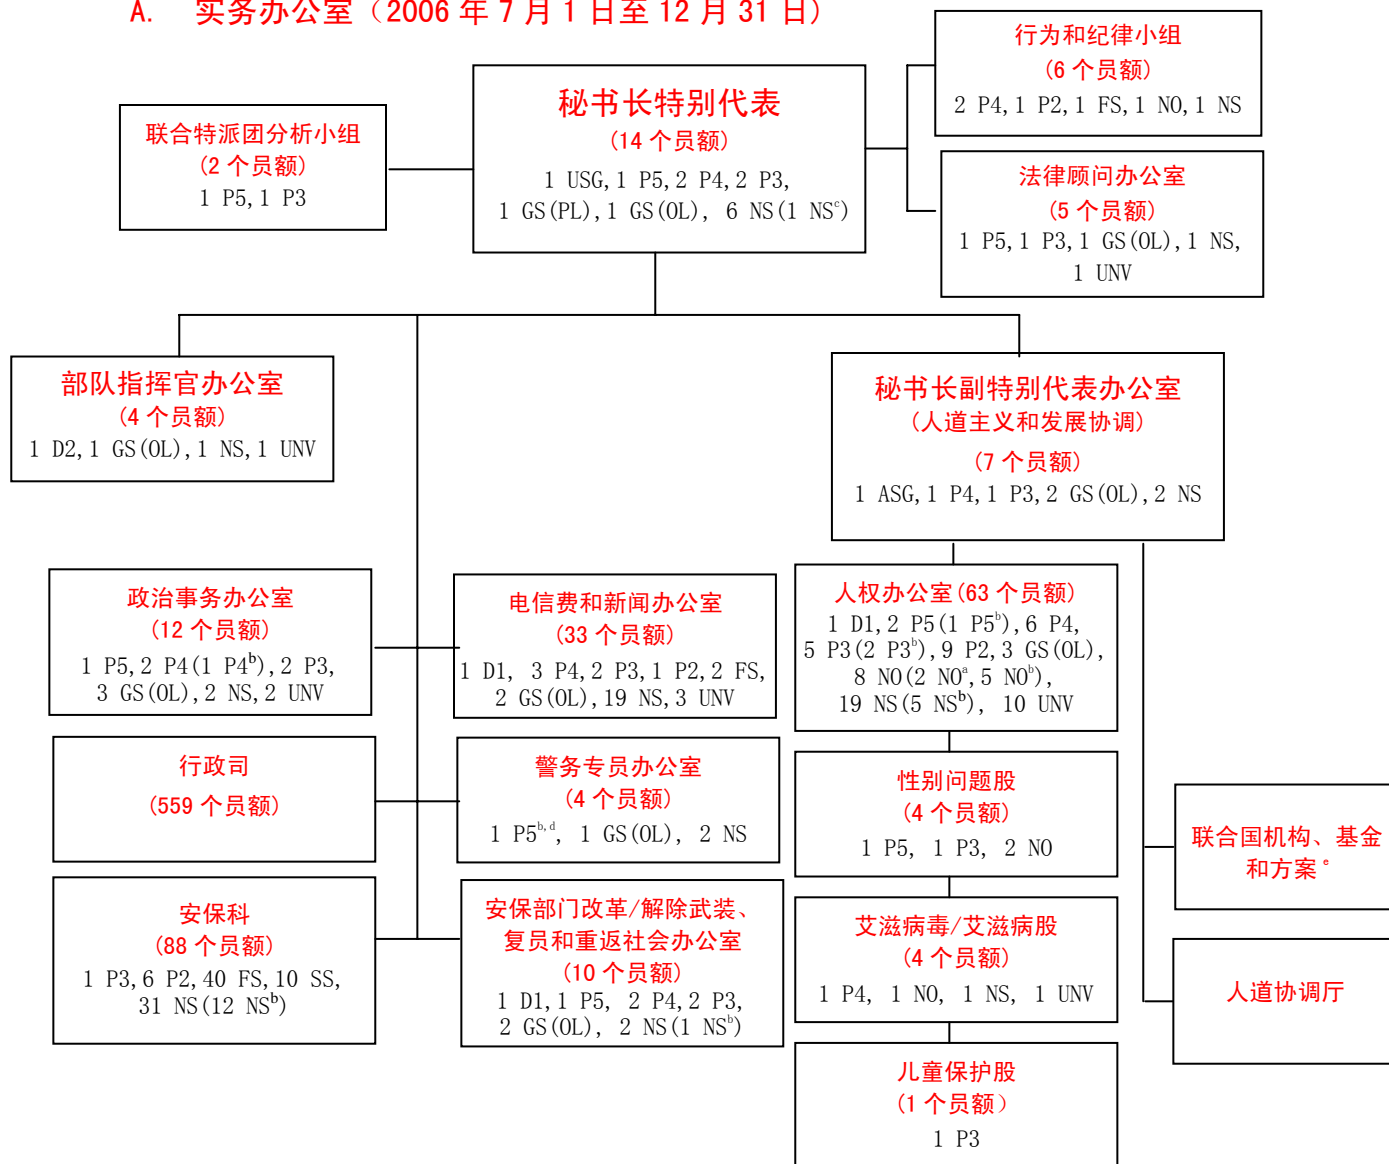 A. 实务办公室（2006 年 7 月 1 日至 12 月 31 日）
行为和纪律小组
(6 个员额)
2 P4,1 P2,1 FS,1 NO,1 NS
秘书长特别代表
(14 个员额)
1 USG,1 P5,2 P4,2 P3,
1 GS(PL),1 GS(OL), 6 NS(1 NSᶜ)
联合特派团分析小组
(2 个员额)
1 P5,1 P3
法律顾问办公室
(5 个员额)
1 P5,1 P3,1 GS(OL),1 NS,
1 UNV
部队指挥官办公室
(4 个员额)
1 D2,1 GS(OL),1 NS,1 UNV
秘书长副特别代表办公室
(人道主义和发展协调)
(7 个员额)
1 ASG,1 P4,1 P3,2 GS(OL),2 NS
政治事务办公室
(12 个员额)
1 P5,2 P4(1 P4ᵇ),2 P3,
3 GS(OL),2 NS,2 UNV
电信费和新闻办公室
(33 个员额)
1 D1, 3 P4,2 P3,1 P2,2 FS,
2 GS(OL),19 NS,3 UNV
人权办公室(63 个员额)
1 D1,2 P5(1 P5ᵇ),6 P4,
5 P3(2 P3ᵇ),9 P2,3 GS(OL),
8 NO(2 NOᵃ,5 NOᵇ),
19 NS(5 NSᵇ), 10 UNV
行政司
(559 个员额)
警务专员办公室
(4 个员额)
1 P5ᵇ,ᵈ, 1 GS(OL), 2 NS
性别问题股
(4 个员额)
1 P5, 1 P3, 2 NO
联合国机构、基金
和方案ᵉ
安保科
(88 个员额)
1 P3,6 P2,40 FS,10 SS,
31 NS(12 NSᵇ)
安保部门改革/解除武装、
复员和重返社会办公室
(10 个员额)
1 D1,1 P5, 2 P4,2 P3,
2 GS(OL), 2 NS(1 NSᵇ)
艾滋病毒/艾滋病股
(4 个员额)
1 P4, 1 NO, 1 NS, 1 UNV
人道协调厅
儿童保护股
(1 个员额）
1 P3